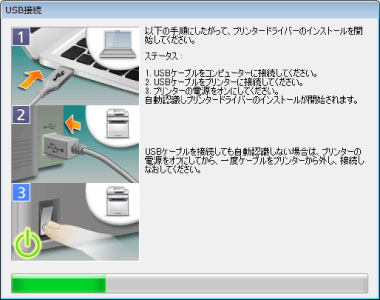 USB接続
1
以下の手順にしたがって、プリンタードライバーのインストールを開
始してください。
ステータス :
1. USBケーブルをコンピューターに接続してください。
2. USBケーブルをプリンターに接続してください。
3. プリンターの電源をオンにしてください。
自動認識しプリンタードライバーのインストールが開始されます。
2
USBケーブルを接続しても自動認識しない場合は、プリンターの
電源をオフにしてから、一度ケーブルをプリンターから外し、接続し
なおしてください。
3